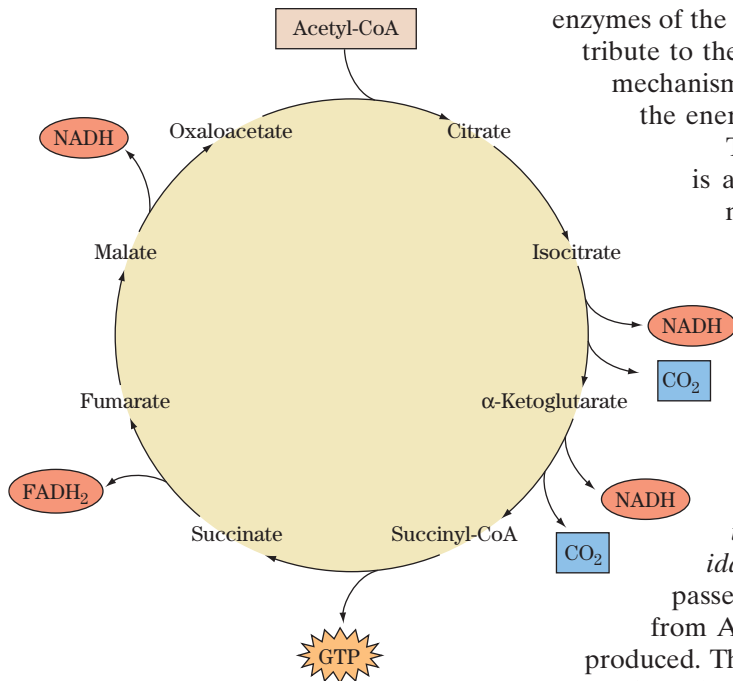 Acetyl-CoA
Oxaloacetate
Citrate
NADH
Malate
Isocitrate
NADH
CO2
Fumarate
α-Ketoglutarate
FADH2
NADH
Succinate
Succinyl-CoA
CO2
GTP
enzymes of the
tribute to the
mechanism
the ener
T
is a
passe
from A
produced. Th